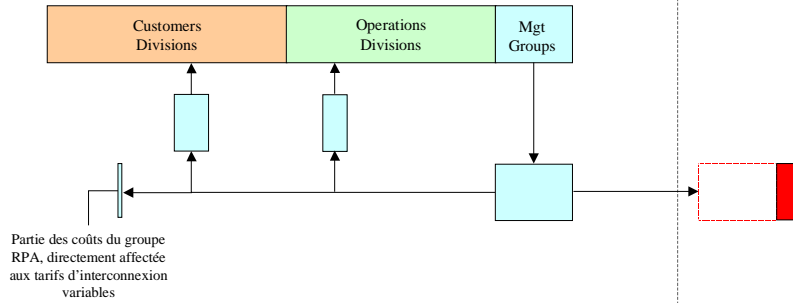 Customers
Divisions
Operations
Divisions
Mgt
Groups
Partie des coûts du groupe
RPA, directement affectée
aux tarifs d'interconnexion
variables